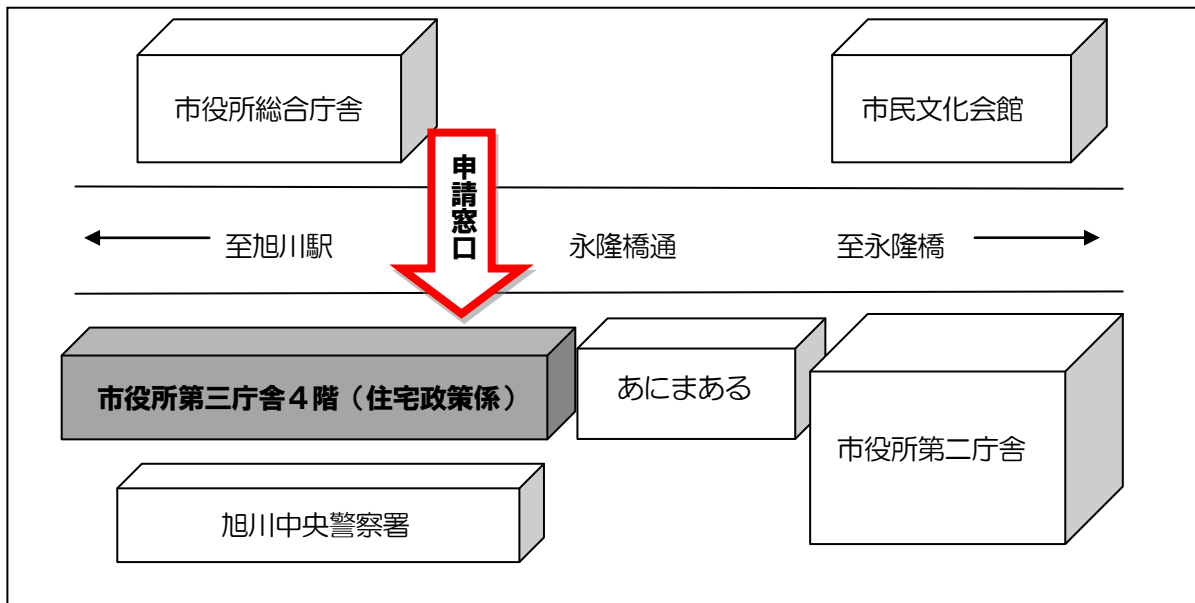 市役所総合庁舎
市民文化会館
申請窓口
至旭川駅
永隆橋通
至永隆橋
市役所第三庁舎４階（住宅政策係）
あにまある
市役所第二庁舎
旭川中央警察署